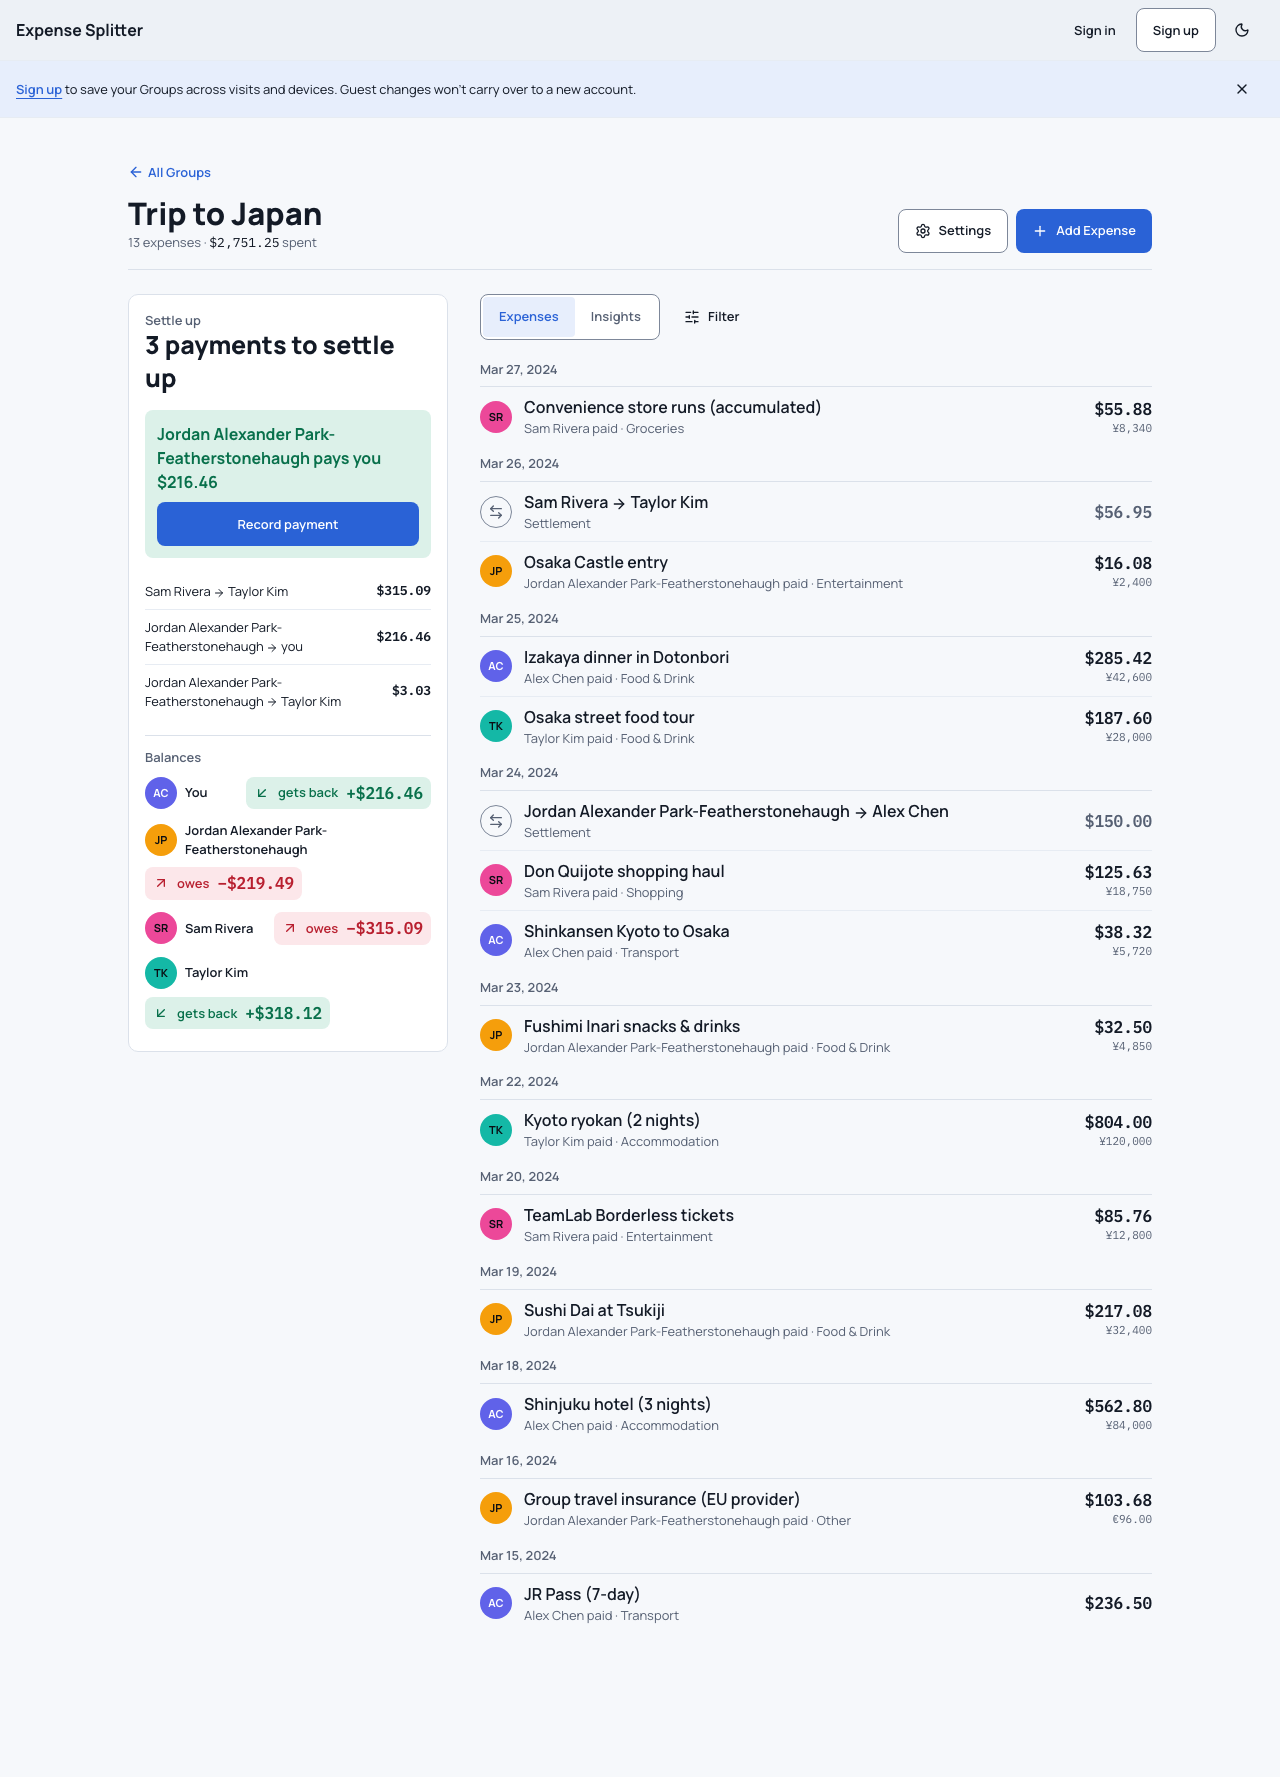 Expense Splitter
Sign in
Sign up
Sign up to save your Groups across visits and devices. Guest changes won't carry over to a new account.
All Groups
Trip to Japan
13 expenses · $2,751.25 spent
Settings
Add Expense
Settle up
3 payments to settle
up
Jordan Alexander Park-
Featherstonehaugh pays you
$216.46
Record payment
Sam Rivera → Taylor Kim $315.09
Jordan Alexander Park-
Featherstonehaugh → you $216.46
Jordan Alexander Park-
Featherstonehaugh → Taylor Kim $3.03
Balances
AC You gets back +$216.46
JP Jordan Alexander Park-
Featherstonehaugh
owes −$219.49
SR Sam Rivera owes −$315.09
TK Taylor Kim
gets back +$318.12
Expenses
Insights
Filter
Mar 27, 2024
SR Convenience store runs (accumulated) $55.88
Sam Rivera paid · Groceries ¥8,340
Mar 26, 2024
Sam Rivera → Taylor Kim $56.95
Settlement
JP Osaka Castle entry $16.08
Jordan Alexander Park-Featherstonehaugh paid · Entertainment ¥2,400
Mar 25, 2024
AC Izakaya dinner in Dotonbori $285.42
Alex Chen paid · Food & Drink ¥42,600
TK Osaka street food tour $187.60
Taylor Kim paid · Food & Drink ¥28,000
Mar 24, 2024
Jordan Alexander Park-Featherstonehaugh → Alex Chen $150.00
Settlement
SR Don Quijote shopping haul $125.63
Sam Rivera paid · Shopping ¥18,750
AC Shinkansen Kyoto to Osaka $38.32
Alex Chen paid · Transport ¥5,720
Mar 23, 2024
JP Fushimi Inari snacks & drinks $32.50
Jordan Alexander Park-Featherstonehaugh paid · Food & Drink ¥4,850
Mar 22, 2024
TK Kyoto ryokan (2 nights) $804.00
Taylor Kim paid · Accommodation ¥120,000
Mar 20, 2024
SR TeamLab Borderless tickets $85.76
Sam Rivera paid · Entertainment ¥12,800
Mar 19, 2024
JP Sushi Dai at Tsukiji $217.08
Jordan Alexander Park-Featherstonehaugh paid · Food & Drink ¥32,400
Mar 18, 2024
AC Shinjuku hotel (3 nights) $562.80
Alex Chen paid · Accommodation ¥84,000
Mar 16, 2024
JP Group travel insurance (EU provider) $103.68
Jordan Alexander Park-Featherstonehaugh paid · Other €96.00
Mar 15, 2024
AC JR Pass (7-day) $236.50
Alex Chen paid · Transport